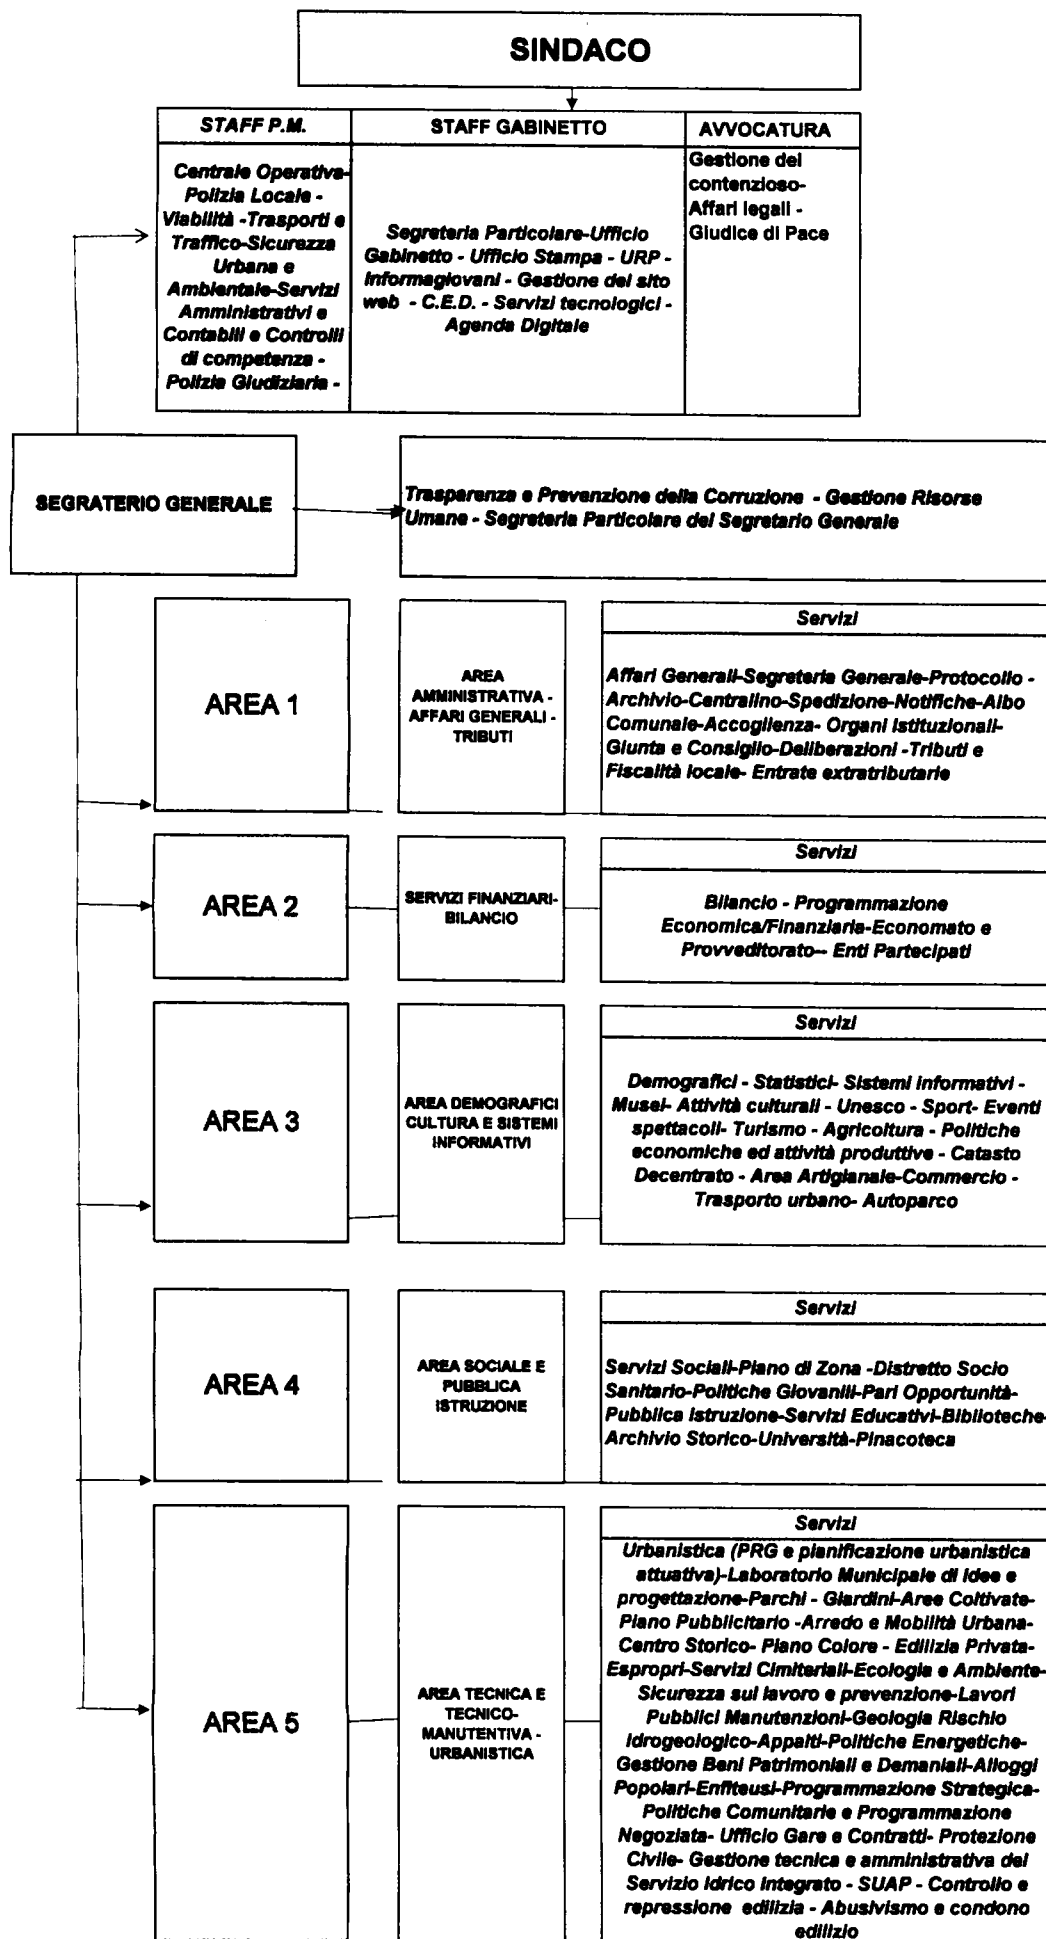 SINDACO
STAFF P.M.
Centrale Operativa-
Polizia Locale -
Viabilità -Trasporti e
Traffico-Sicurezza
Urbana e
Ambientale-Servizi
Amministrativi e
Contabili e Controlli
di competenza -
Polizia Giudiziaria -
STAFF GABINETTO
Segreteria Particolare-Ufficio
Gabinetto - Ufficio Stampa - URP -
Informagiovani - Gestione del sito
web - C.E.D. - Servizi tecnologici -
Agenda Digitale
AVVOCATURA
Gestione del
contenzioso-
Affari legali -
Giudice di Pace
SEGRATERIO GENERALE
Trasparenza e Prevenzione della Corruzione - Gestione Risorse
Umane - Segreteria Particolare del Segretario Generale
AREA 1
AREA
AMMINISTRATIVA -
AFFARI GENERALI -
TRIBUTI
Servizi
Affari Generali-Segreteria Generale-Protocollo -
Archivio-Centralino-Spedizione-Notifiche-Albo
Comunale-Accoglienza- Organi Istituzionali-
Giunta e Consiglio-Deliberazioni -Tributi e
Fiscalità locale- Entrate extratributarie
AREA 2
SERVIZI FINANZIARI-
BILANCIO
Servizi
Bilancio - Programmazione
Economica/Finanziaria-Economato e
Provveditorato-- Enti Partecipati
AREA 3
AREA DEMOGRAFICI
CULTURA E SISTEMI
INFORMATIVI
Servizi
Demografici - Statistici- Sistemi informativi -
Musei- Attività culturali - Unesco - Sport- Eventi
spettacoli- Turismo - Agricoltura - Politiche
economiche ed attività produttive - Catasto
Decentrato - Area Artigianale-Commercio -
Trasporto urbano- Autoparco
AREA 4
AREA SOCIALE E
PUBBLICA
ISTRUZIONE
Servizi
Servizi Sociali-Piano di Zona -Distretto Socio
Sanitario-Politiche Giovanili-Pari Opportunità-
Pubblica Istruzione-Servizi Educativi-Biblioteche-
Archivio Storico-Università-Pinacoteca
AREA 5
AREA TECNICA E
TECNICO-
MANUTENTIVA -
URBANISTICA
Servizi
Urbanistica (PRG e pianificazione urbanistica
attuativa)-Laboratorio Municipale di Idee e
progettazione-Parchi - Giardini-Aree Coltivate-
Piano Pubblicitario -Arredo e Mobilità Urbana-
Centro Storico- Piano Colore - Edilizia Privata-
Espropri-Servizi Cimiteriali-Ecologia e Ambiente-
Sicurezza sul lavoro e prevenzione-Lavori
Pubblici Manutenzioni-Geologia Rischio
Idrogeologico-Appalti-Politiche Energetiche-
Gestione Beni Patrimoniali e Demaniali-Alloggi
Popolari-Enfiteusi-Programmazione Strategica-
Politiche Comunitarie e Programmazione
Negoziata- Ufficio Gare e Contratti- Protezione
Civile- Gestione tecnica e amministrativa del
Servizio Idrico Integrato - SUAP - Controllo e
repressione edilizia - Abusivismo e condono
edilizio